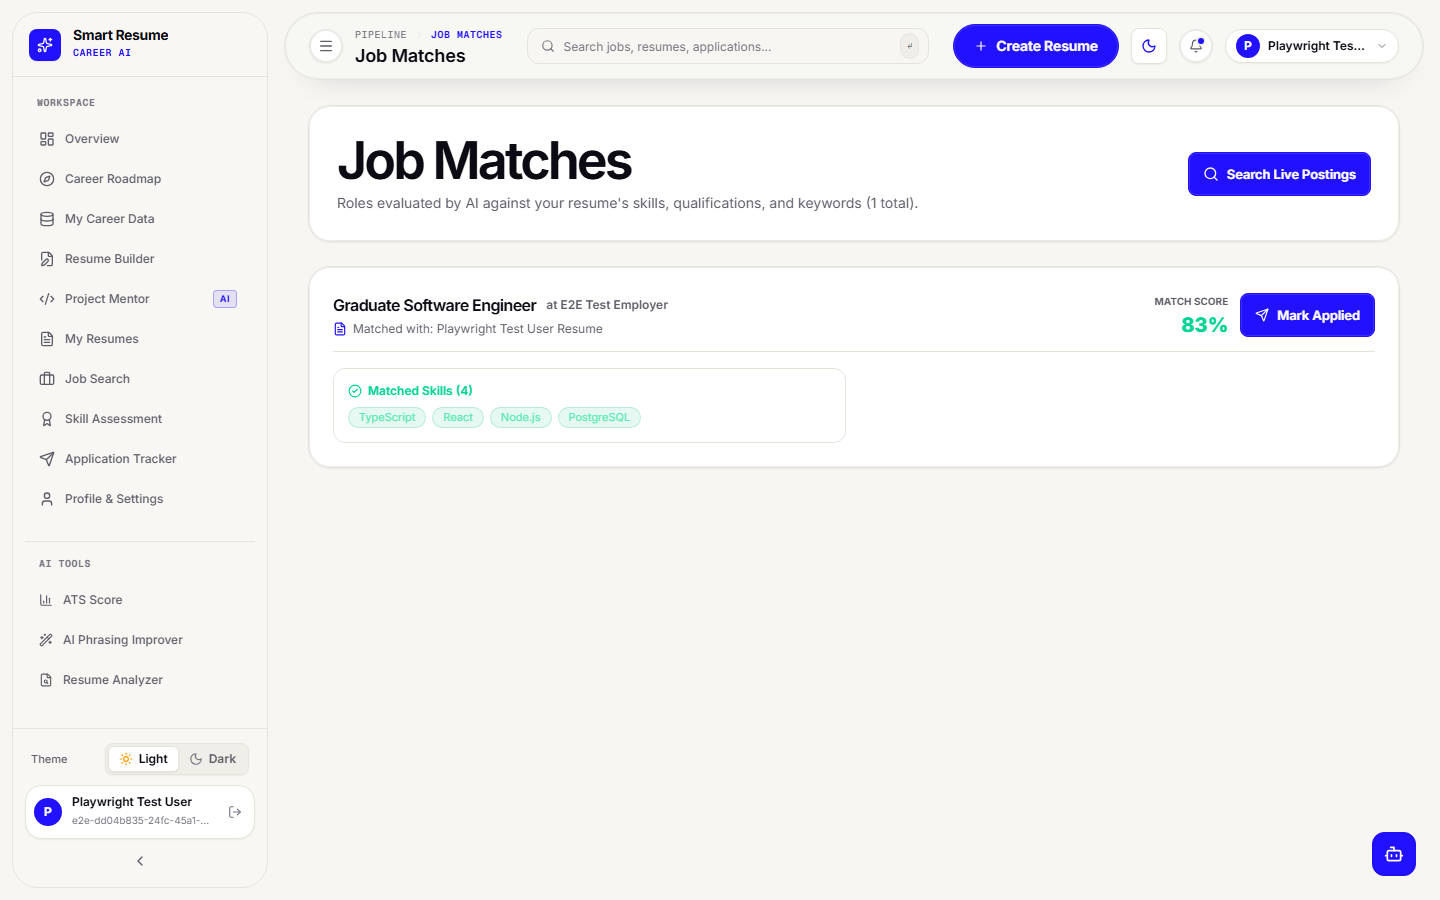 Smart Resume
CAREER AI
WORKSPACE
Overview
Career Roadmap
My Career Data
Resume Builder
Project Mentor AI
My Resumes
Job Search
Skill Assessment
Application Tracker
Profile & Settings
AI TOOLS
ATS Score
AI Phrasing Improver
Resume Analyzer
Theme Light Dark
P Playwright Test User
e2e-dd04b835-24fc-45a1-...
PIPELINE JOB MATCHES
Job Matches
Search jobs, resumes, applications...
Create Resume
P Playwright Tes...
Job Matches
Roles evaluated by AI against your resume's skills, qualifications, and keywords (1 total).
Search Live Postings
Graduate Software Engineer at E2E Test Employer
Matched with: Playwright Test User Resume
MATCH SCORE
83%
Mark Applied
Matched Skills (4)
TypeScript React Node.js PostgreSQL